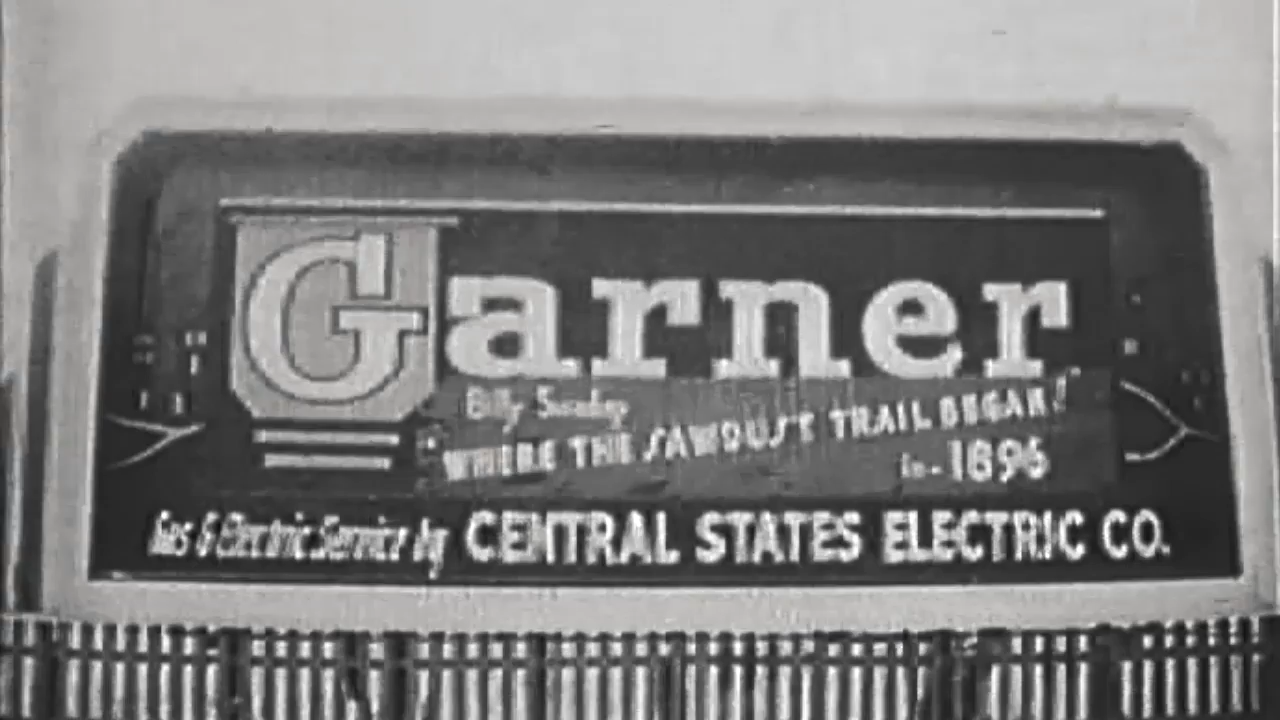 Garner
Billy Sunday
"WHERE THE SAWDUST TRAIL BEGAN!"
in-1896
Gas & Electric Service by CENTRAL STATES ELECTRIC CO.